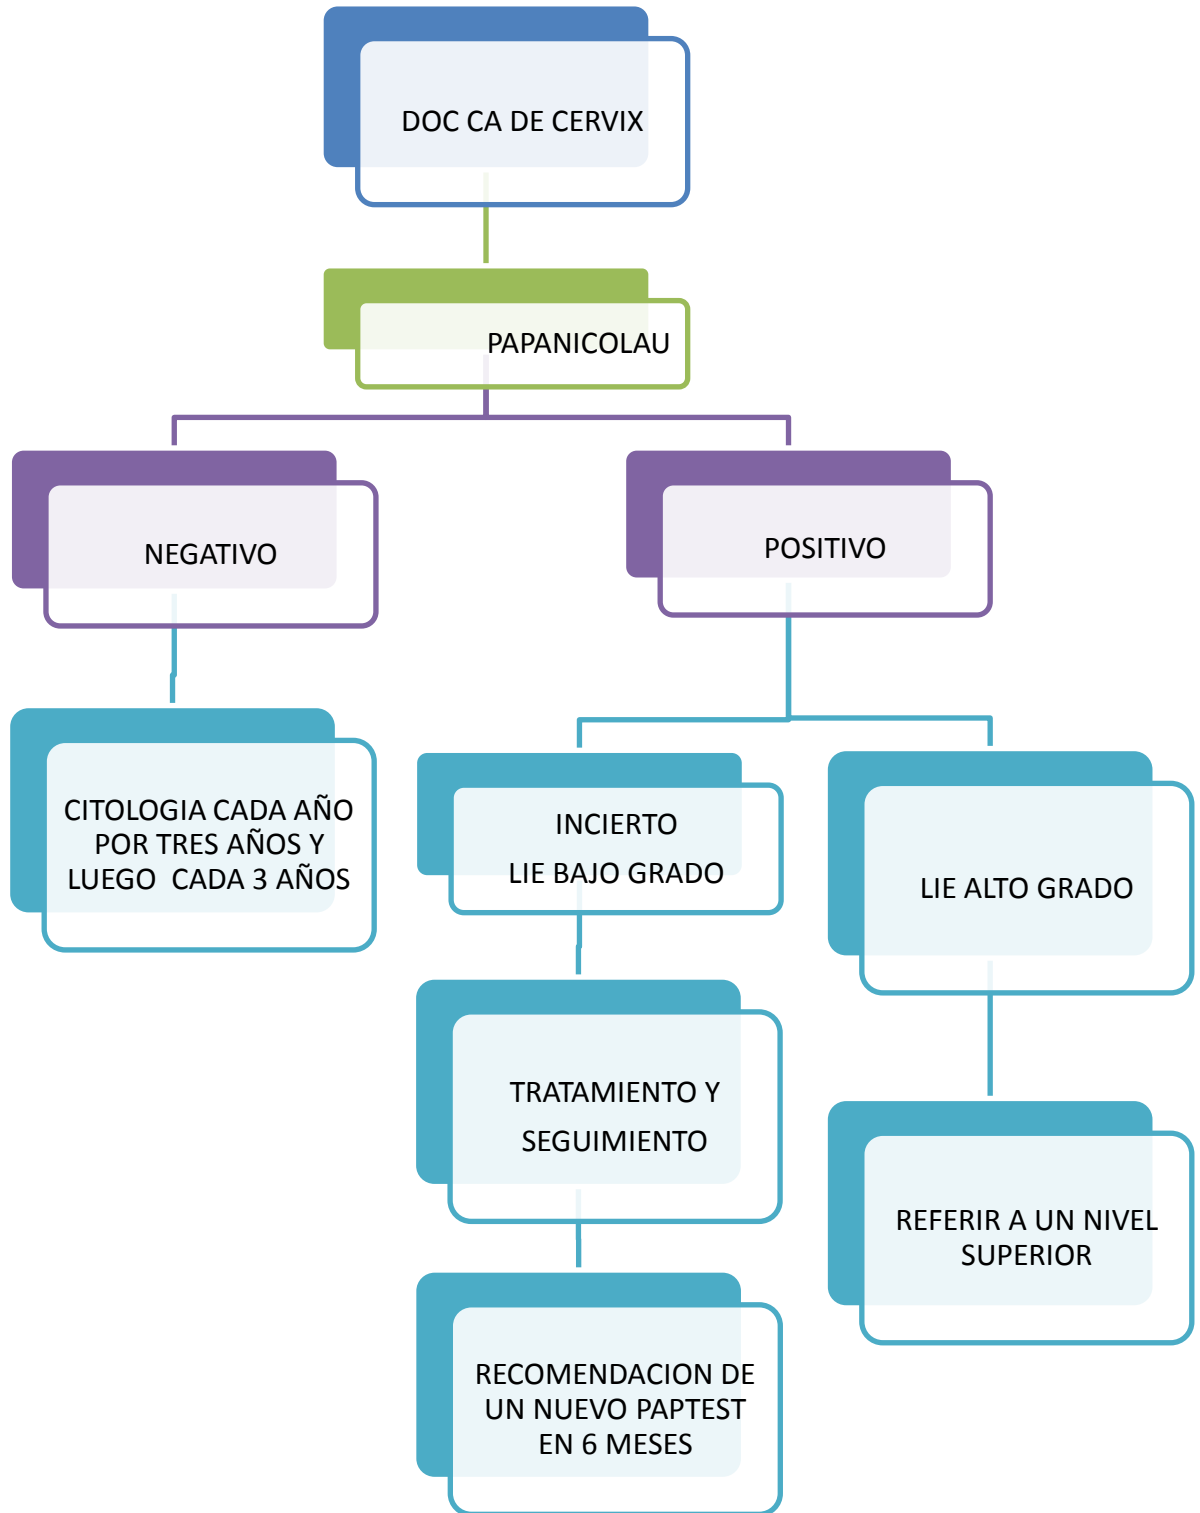 DOC CA DE CERVIX
PAPANICOLAU
NEGATIVO
POSITIVO
CITOLOGIA CADA AÑO
POR TRES AÑOS Y
LUEGO CADA 3 AÑOS
INCIERTO
LIE BAJO GRADO
LIE ALTO GRADO
TRATAMIENTO Y
SEGUIMIENTO
REFERIR A UN NIVEL
SUPERIOR
RECOMENDACION DE
UN NUEVO PAPTEST
EN 6 MESES